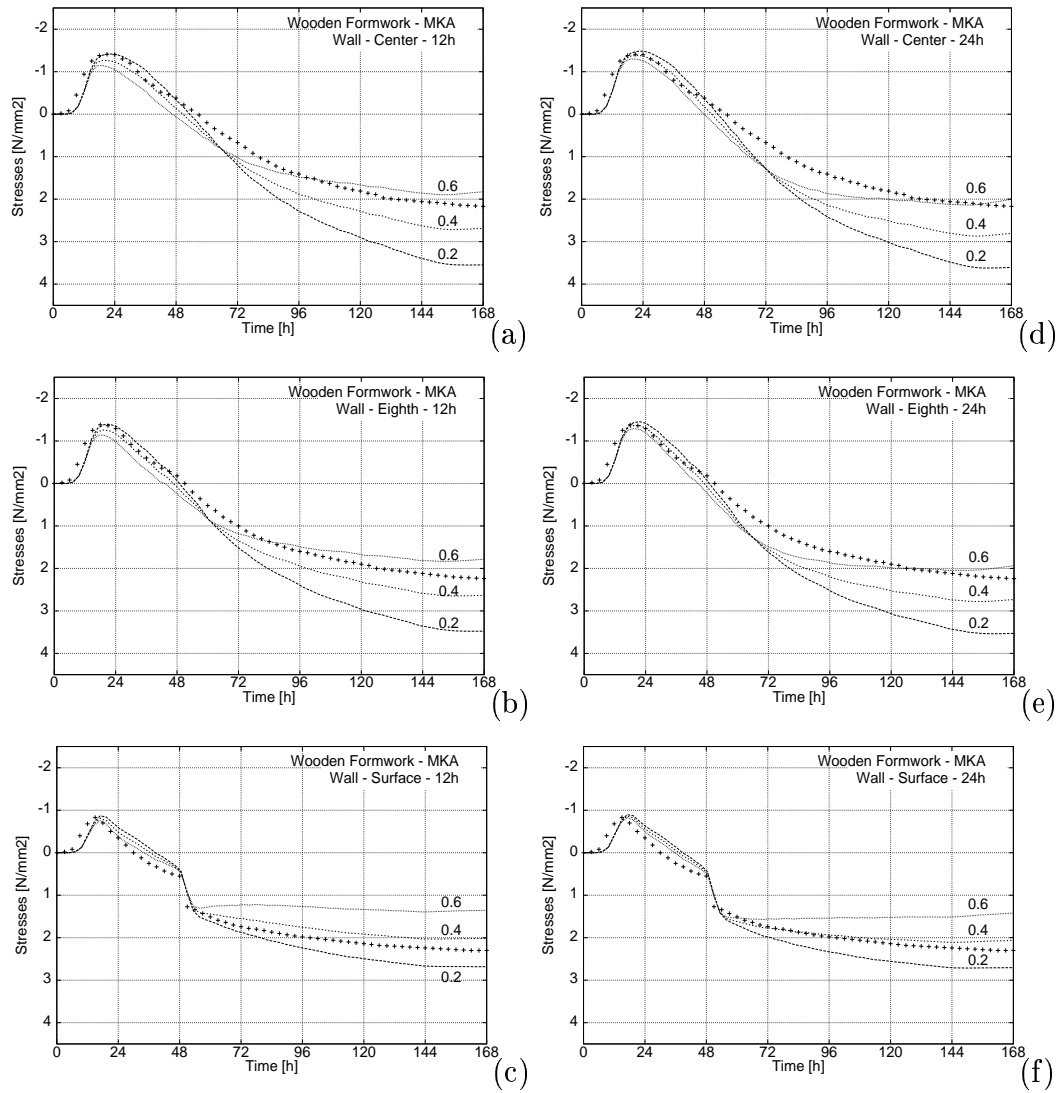 Wooden Formwork - MKA
Wall - Center - 12h
Stresses [N/mm2]
-2
-1
0
1
2
3
4
0.6
0.4
0.2
0 24 48 72 96 120 144 168
Time [h]
(a)
Wooden Formwork - MKA
Wall - Center - 24h
Stresses [N/mm2]
-2
-1
0
1
2
3
4
0.6
0.4
0.2
0 24 48 72 96 120 144 168
Time [h]
(d)
Wooden Formwork - MKA
Wall - Eighth - 12h
Stresses [N/mm2]
-2
-1
0
1
2
3
4
0.6
0.4
0.2
0 24 48 72 96 120 144 168
Time [h]
(b)
Wooden Formwork - MKA
Wall - Eighth - 24h
Stresses [N/mm2]
-2
-1
0
1
2
3
4
0.6
0.4
0.2
0 24 48 72 96 120 144 168
Time [h]
(e)
Wooden Formwork - MKA
Wall - Surface - 12h
Stresses [N/mm2]
-2
-1
0
1
2
3
4
0.6
0.4
0.2
0 24 48 72 96 120 144 168
Time [h]
(c)
Wooden Formwork - MKA
Wall - Surface - 24h
Stresses [N/mm2]
-2
-1
0
1
2
3
4
0.6
0.4
0.2
0 24 48 72 96 120 144 168
Time [h]
(f)